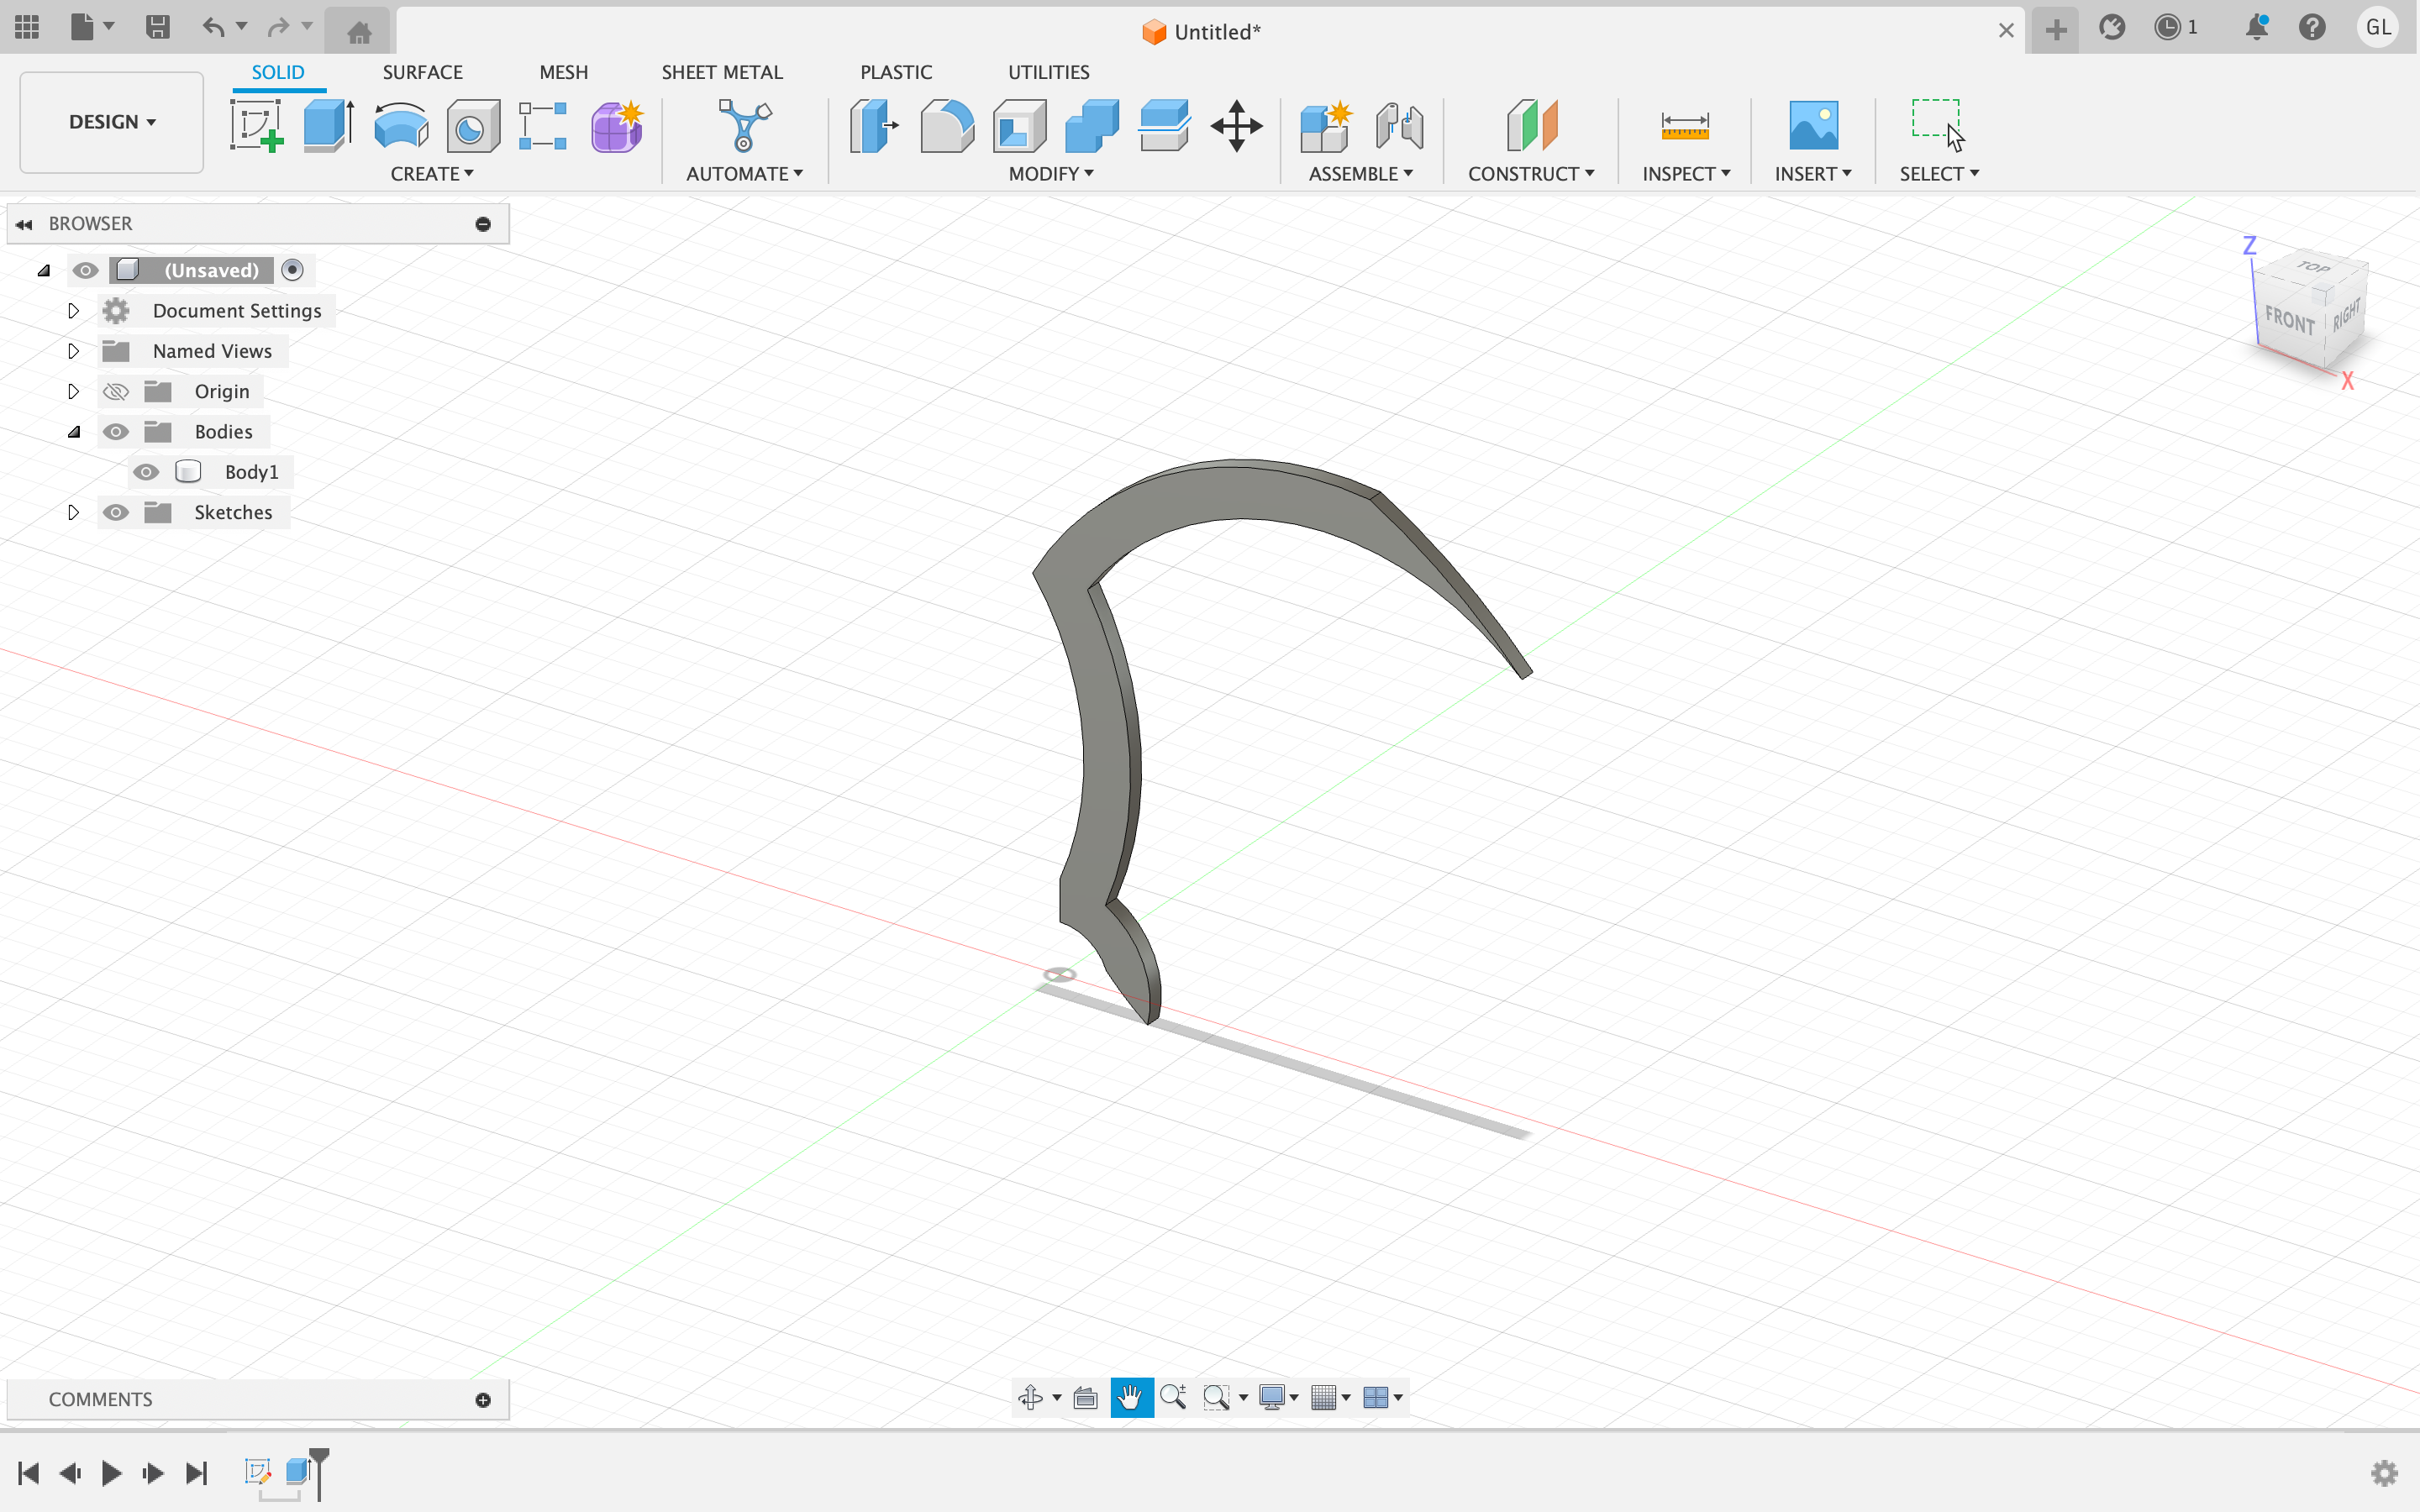 Untitled*
1
GL
DESIGN
SOLID
SURFACE
MESH
SHEET METAL
PLASTIC
UTILITIES
CREATE
AUTOMATE
MODIFY
ASSEMBLE
CONSTRUCT
INSPECT
INSERT
SELECT
BROWSER
(Unsaved)
Document Settings
Named Views
Origin
Bodies
Body1
Sketches
Z
TOP
FRONT
RIGHT
X
COMMENTS